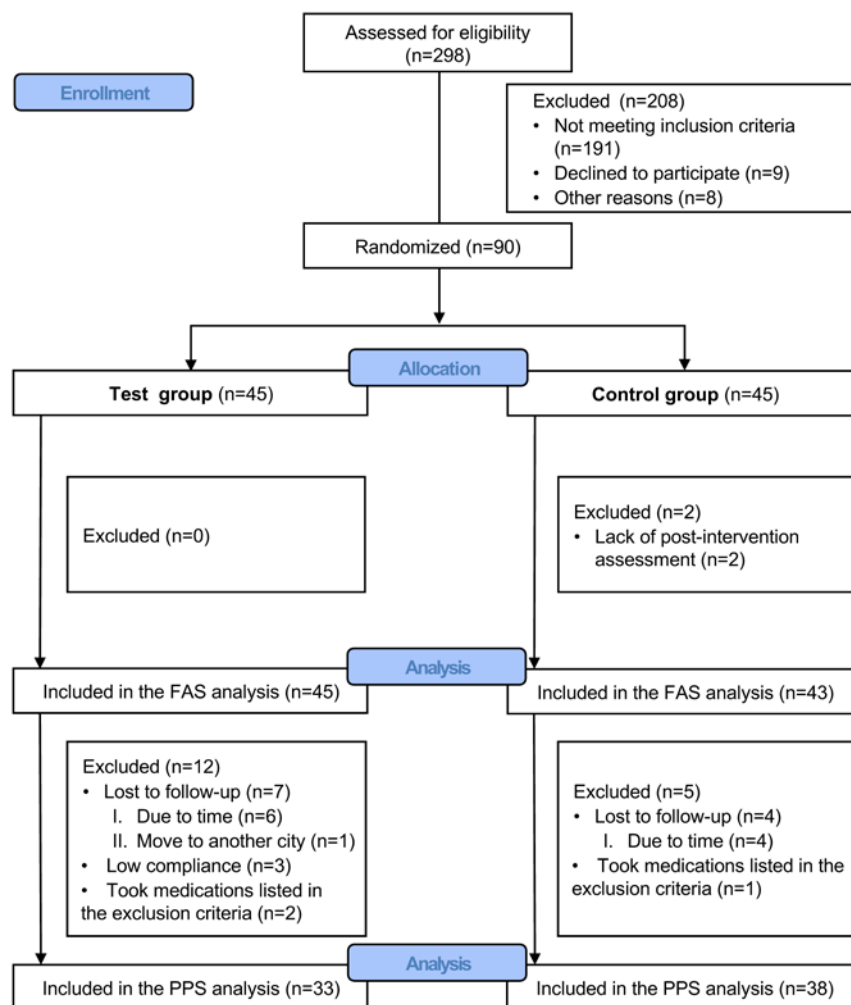 Assessed for eligibility
(n=298)
Enrollment
Excluded (n=208)
• Not meeting inclusion criteria
(n=191)
• Declined to participate (n=9)
• Other reasons (n=8)
Randomized (n=90)
Allocation
Test group (n=45)
Control group (n=45)
Excluded (n=0)
Excluded (n=2)
• Lack of post-intervention
assessment (n=2)
Analysis
Included in the FAS analysis (n=45)
Included in the FAS analysis (n=43)
Excluded (n=12)
• Lost to follow-up (n=7)
I. Due to time (n=6)
II. Move to another city (n=1)
• Low compliance (n=3)
• Took medications listed in
the exclusion criteria (n=2)
Excluded (n=5)
• Lost to follow-up (n=4)
I. Due to time (n=4)
• Took medications listed in the
exclusion criteria (n=1)
Analysis
Included in the PPS analysis (n=33)
Included in the PPS analysis (n=38)